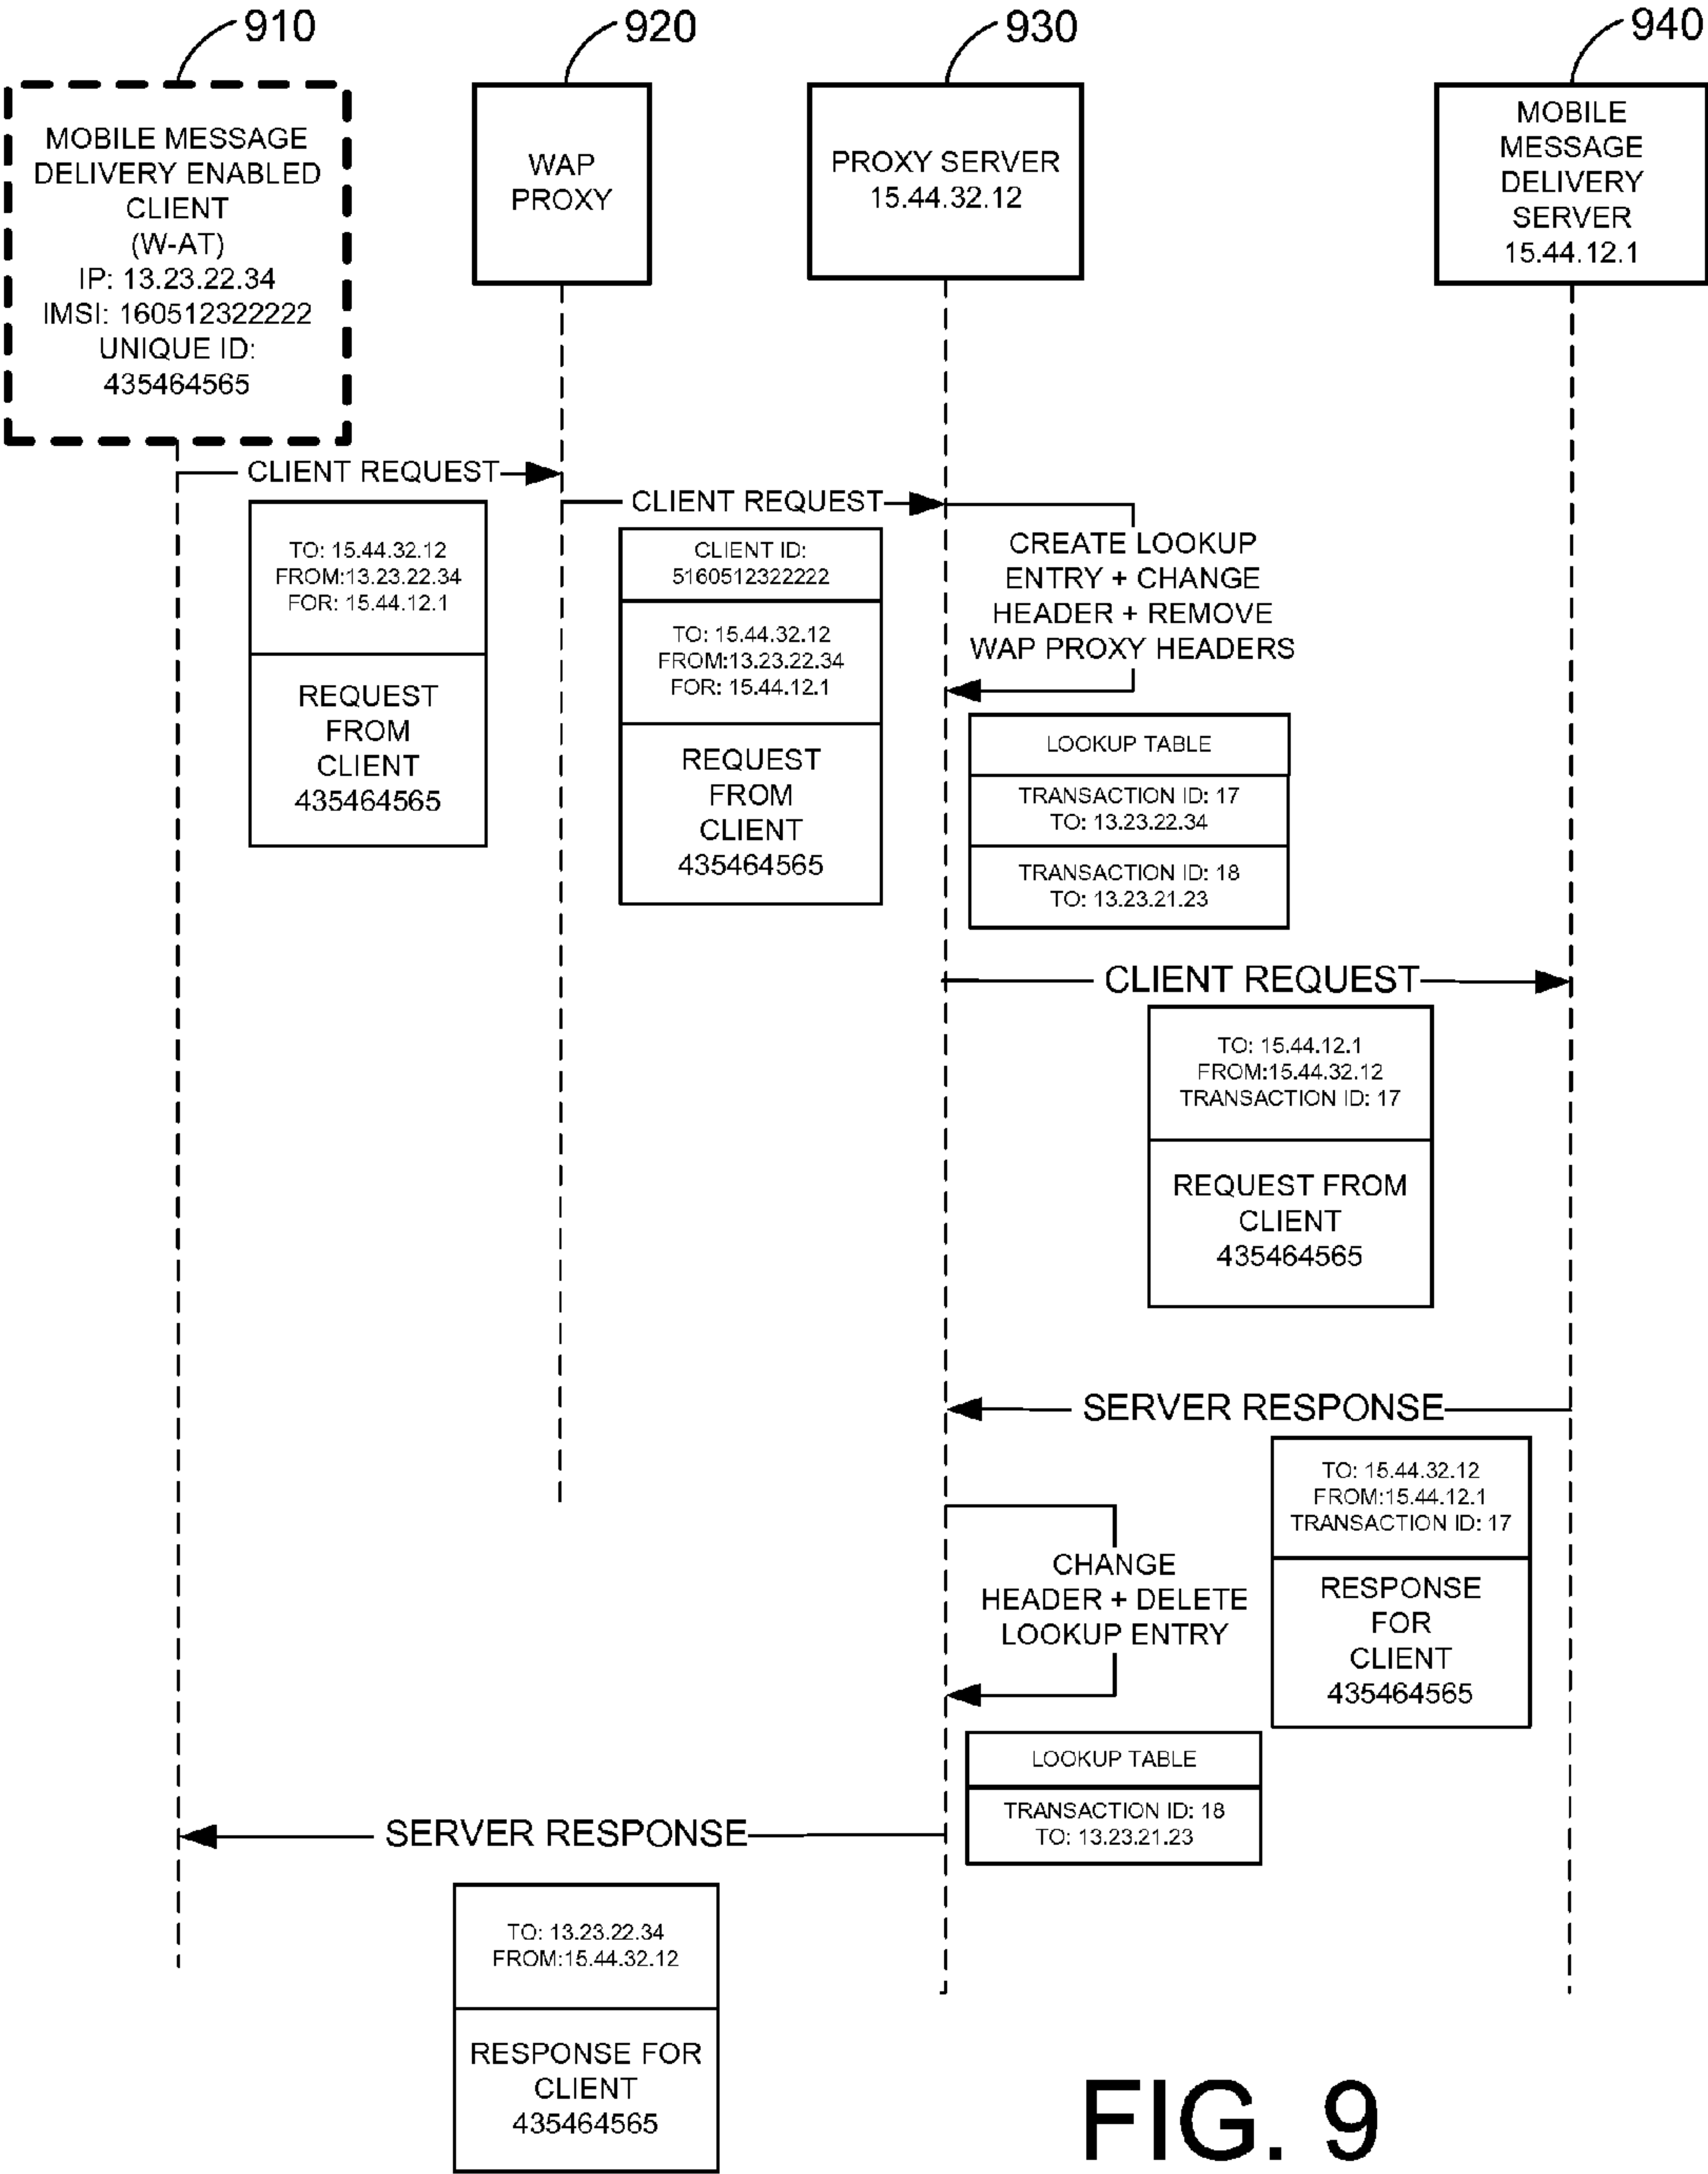 910
920
930
940
MOBILE MESSAGE
DELIVERY ENABLED
CLIENT
(W-AT)
IP: 13.23.22.34
IMSI: 160512322222
UNIQUE ID:
435464565
WAP
PROXY
PROXY SERVER
15.44.32.12
MOBILE
MESSAGE
DELIVERY
SERVER
15.44.12.1
CLIENT REQUEST
TO: 15.44.32.12
FROM:13.23.22.34
FOR: 15.44.12.1
REQUEST
FROM
CLIENT
435464565
CLIENT REQUEST
CLIENT ID:
5160512322222
TO: 15.44.32.12
FROM:13.23.22.34
FOR: 15.44.12.1
REQUEST
FROM
CLIENT
435464565
CREATE LOOKUP
ENTRY + CHANGE
HEADER + REMOVE
WAP PROXY HEADERS
LOOKUP TABLE
TRANSACTION ID: 17
TO: 13.23.22.34
TRANSACTION ID: 18
TO: 13.23.21.23
CLIENT REQUEST
TO: 15.44.12.1
FROM:15.44.32.12
TRANSACTION ID: 17
REQUEST FROM
CLIENT
435464565
SERVER RESPONSE
TO: 15.44.32.12
FROM:15.44.12.1
TRANSACTION ID: 17
RESPONSE
FOR
CLIENT
435464565
CHANGE
HEADER + DELETE
LOOKUP ENTRY
LOOKUP TABLE
TRANSACTION ID: 18
TO: 13.23.21.23
SERVER RESPONSE
TO: 13.23.22.34
FROM:15.44.32.12
RESPONSE FOR
CLIENT
435464565
FIG. 9